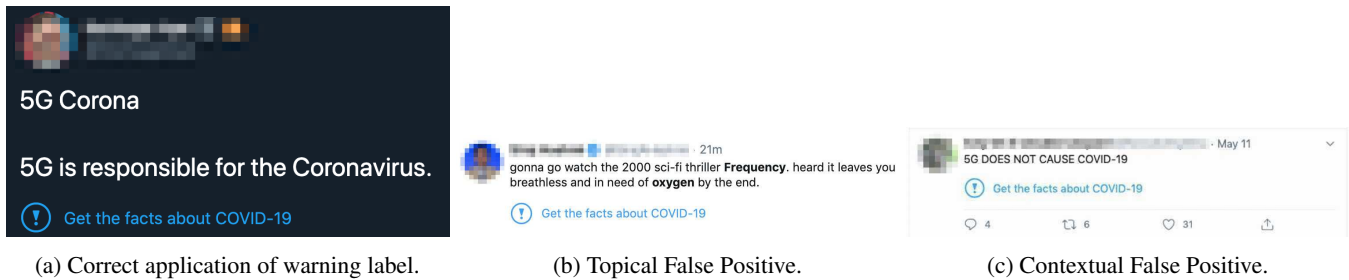 5G Corona
5G is responsible for the Coronavirus.
Get the facts about COVID-19
(a) Correct application of warning label.
· 21m
gonna go watch the 2000 sci-fi thriller Frequency. heard it leaves you
breathless and in need of oxygen by the end.
Get the facts about COVID-19
(b) Topical False Positive.
· May 11
5G DOES NOT CAUSE COVID-19
Get the facts about COVID-19
4 6 31
(c) Contextual False Positive.